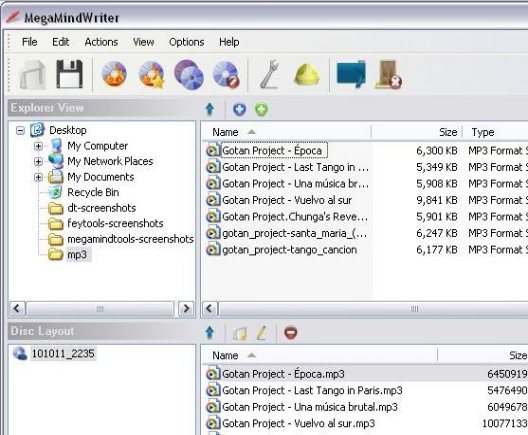 MegaMindWriter
File Edit Actions View Options Help
Explorer View
Desktop
My Computer
My Network Places
My Documents
Recycle Bin
dt-screenshots
feytools-screenshots
megamindtools-screenshots
mp3
Name Size Type
Gotan Project - Época 6,300 KB MP3 Format S
Gotan Project - Last Tango in ... 5,349 KB MP3 Format S
Gotan Project - Una música br... 5,908 KB MP3 Format S
Gotan Project - Vuelvo al sur 9,841 KB MP3 Format S
Gotan Project.Chunga's Reve... 5,901 KB MP3 Format S
gotan_project-santa_maria_(... 6,247 KB MP3 Format S
gotan_project-tango_cancion 6,177 KB MP3 Format S
Disc Layout
101011_2235
Name Size
Gotan Project - Época.mp3 6450919
Gotan Project - Last Tango in Paris.mp3 5476490
Gotan Project - Una música brutal.mp3 6049678
Gotan Project - Vuelvo al sur.mp3 10077133